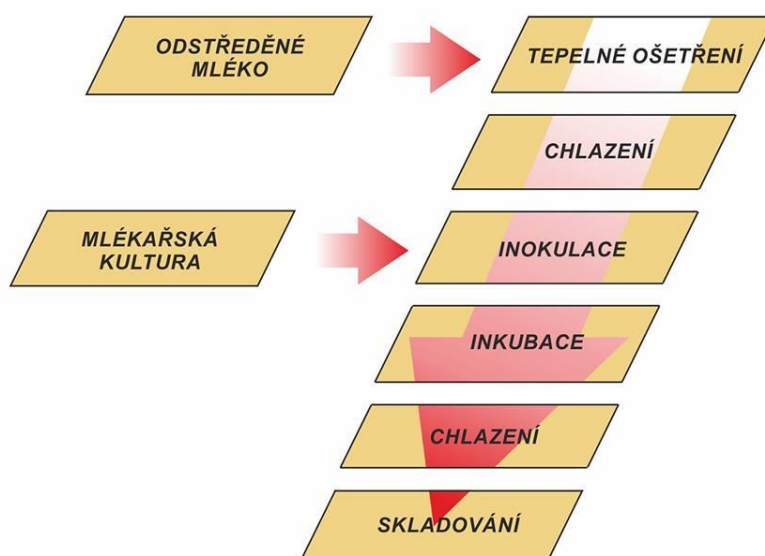 ODSTŘEDĚNÉ
MLÉKO
TEPELNÉ OŠETŘENÍ
CHLAZENÍ
MLÉKAŘSKÁ
KULTURA
INOKULACE
INKUBACE
CHLAZENÍ
SKLADOVÁNÍ